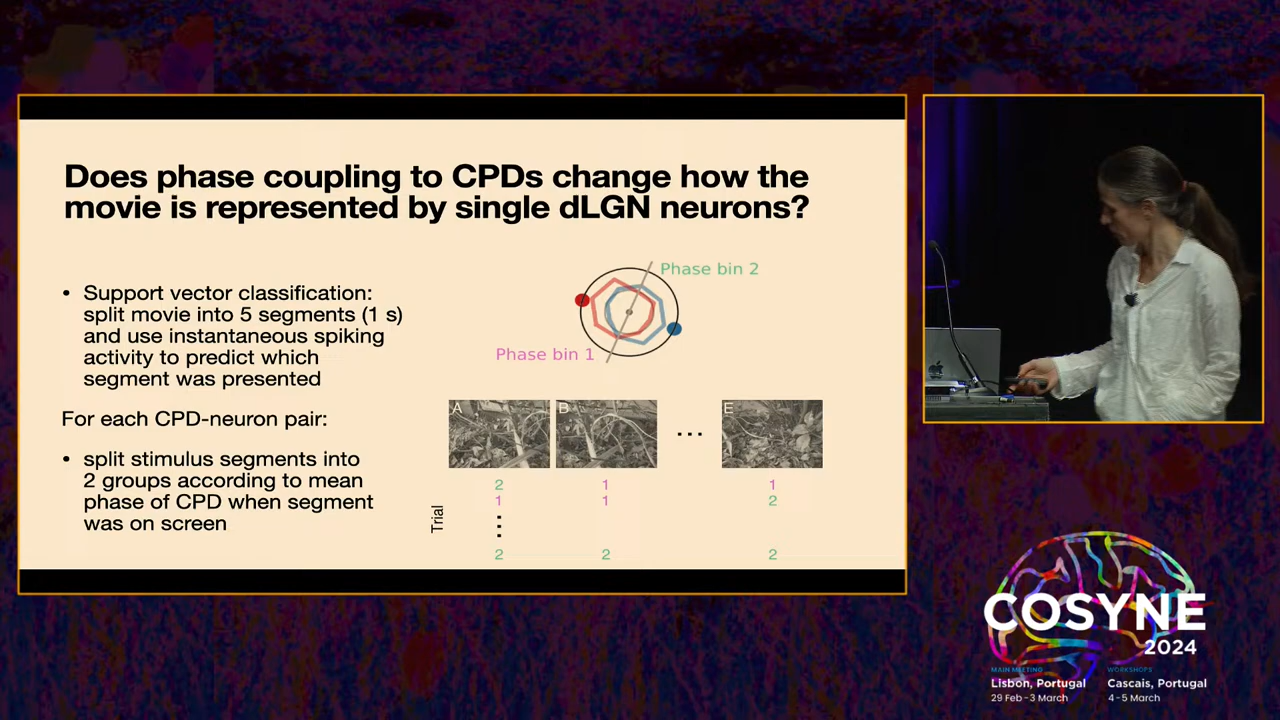 Does phase coupling to CPDs change how the
movie is represented by single dLGN neurons?
• Support vector classification:
split movie into 5 segments (1 s)
and use instantaneous spiking
activity to predict which
segment was presented
For each CPD-neuron pair:
• split stimulus segments into
2 groups according to mean
phase of CPD when segment
was on screen
Phase bin 2
Phase bin 1
A B ... E
Trial
2 1 1
1 1 2
⋮
2 2 2
COSYNE
2024
MAIN MEETING
Lisbon, Portugal
29 Feb - 3 March
WORKSHOPS
Cascais, Portugal
4 - 5 March